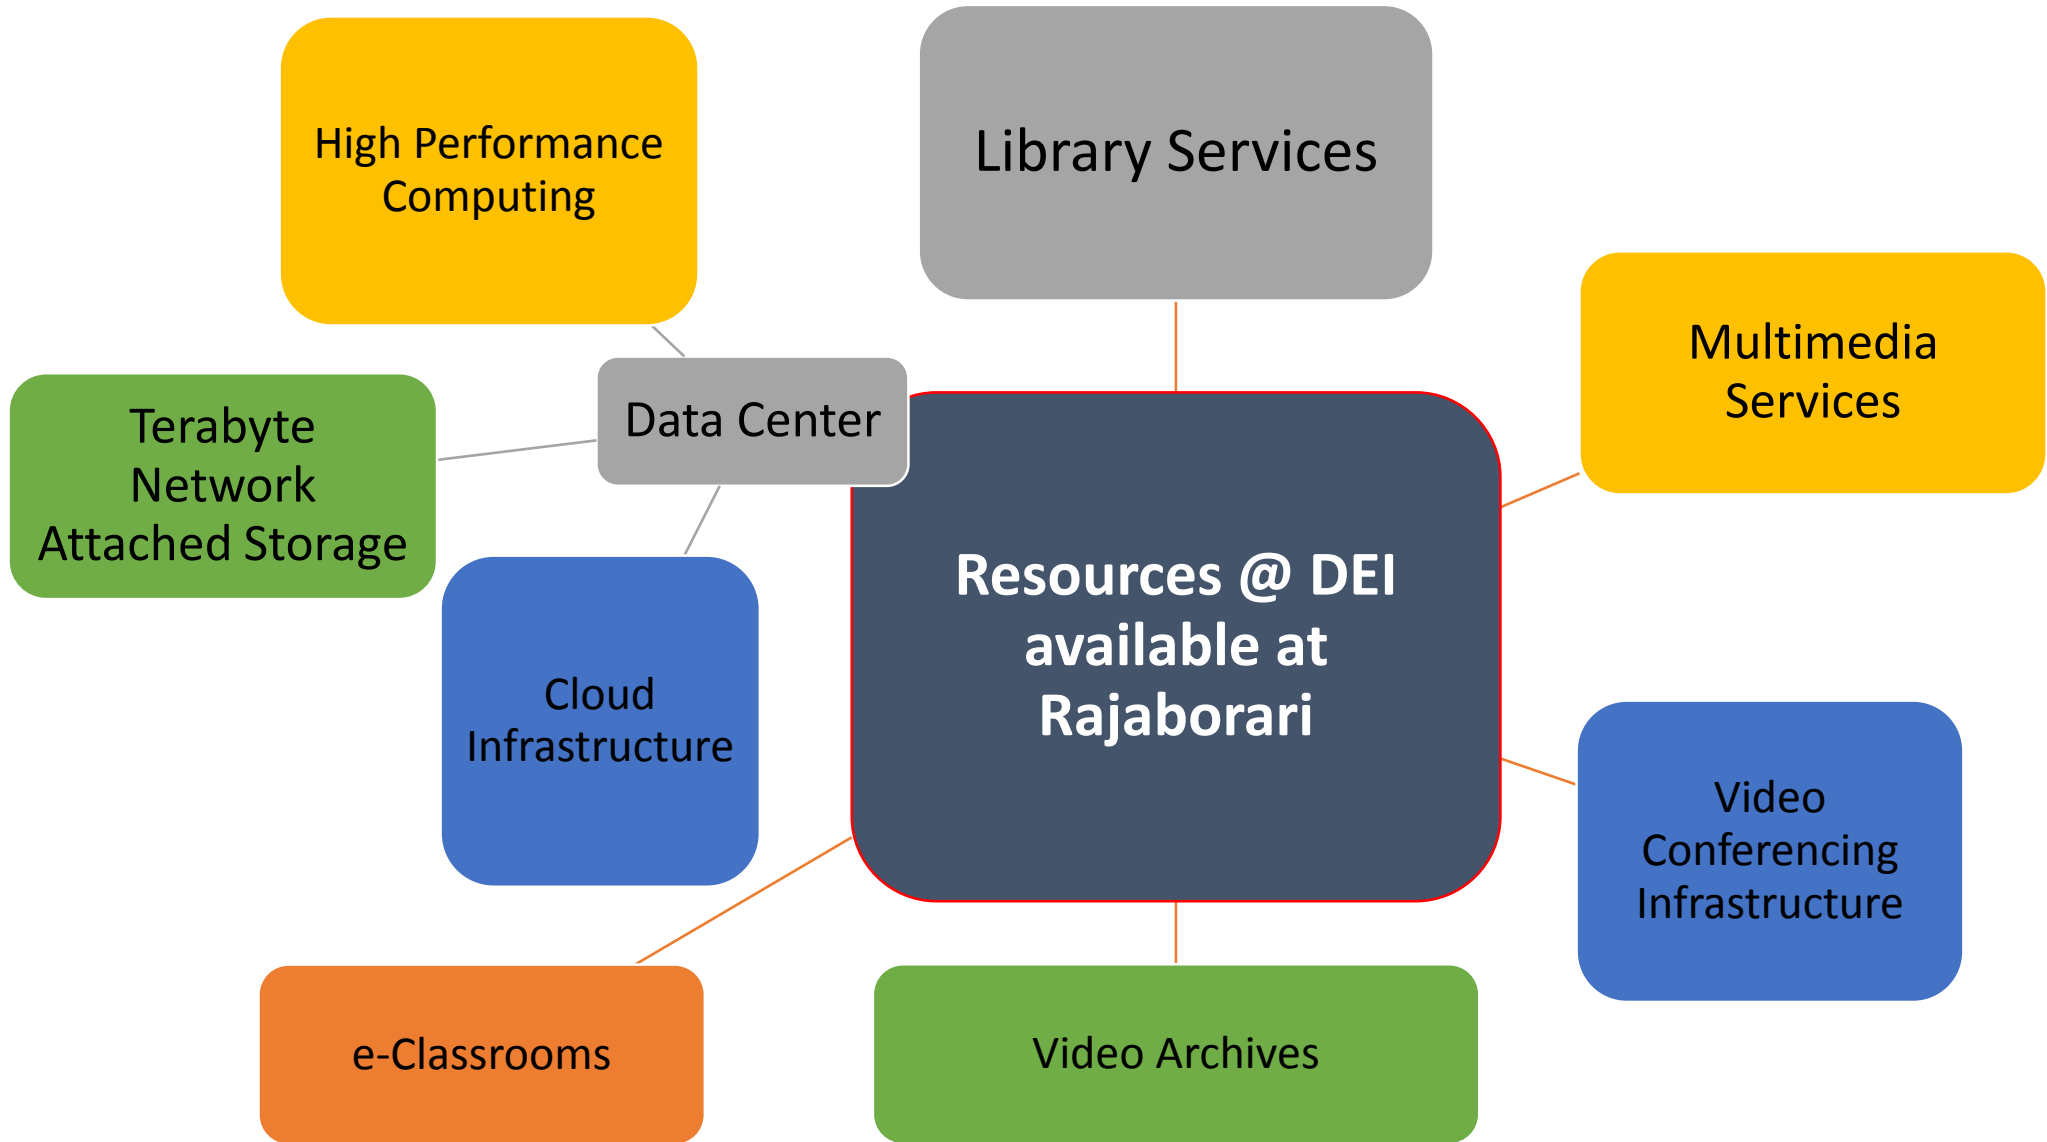 High Performance
Computing
Library Services
Multimedia
Services
Data Center
Terabyte
Network
Attached Storage
Resources @ DEI
available at
Rajaborari
Cloud
Infrastructure
Video
Conferencing
Infrastructure
e-Classrooms
Video Archives